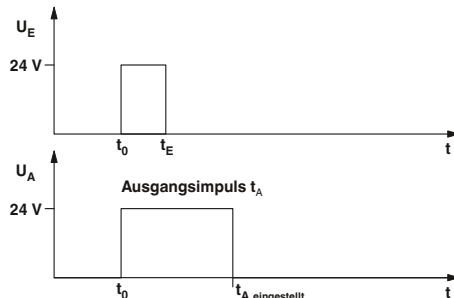 U_E
24 V
t_0 t_E t
U_A
Ausgangsimpuls t_A
24 V
t_0 t_A eingestellt t